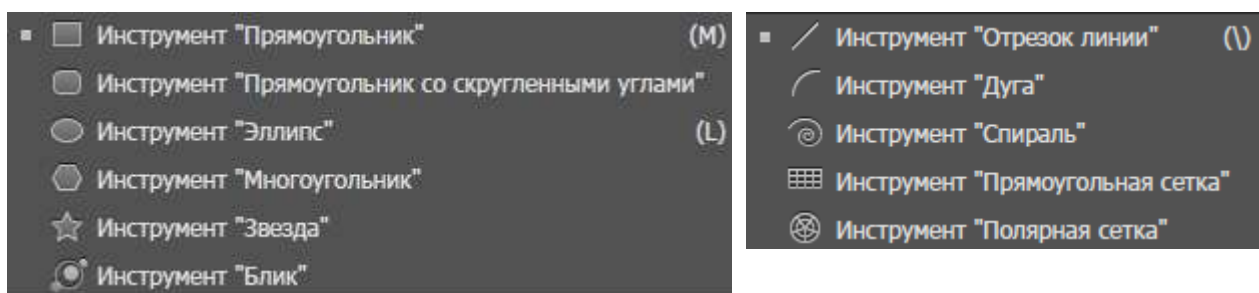 Инструмент "Прямоугольник" (M)
Инструмент "Прямоугольник со скругленными углами"
Инструмент "Эллипс" (L)
Инструмент "Многоугольник"
Инструмент "Звезда"
Инструмент "Блик"
Инструмент "Отрезок линии" (\)
Инструмент "Дуга"
Инструмент "Спираль"
Инструмент "Прямоугольная сетка"
Инструмент "Полярная сетка"